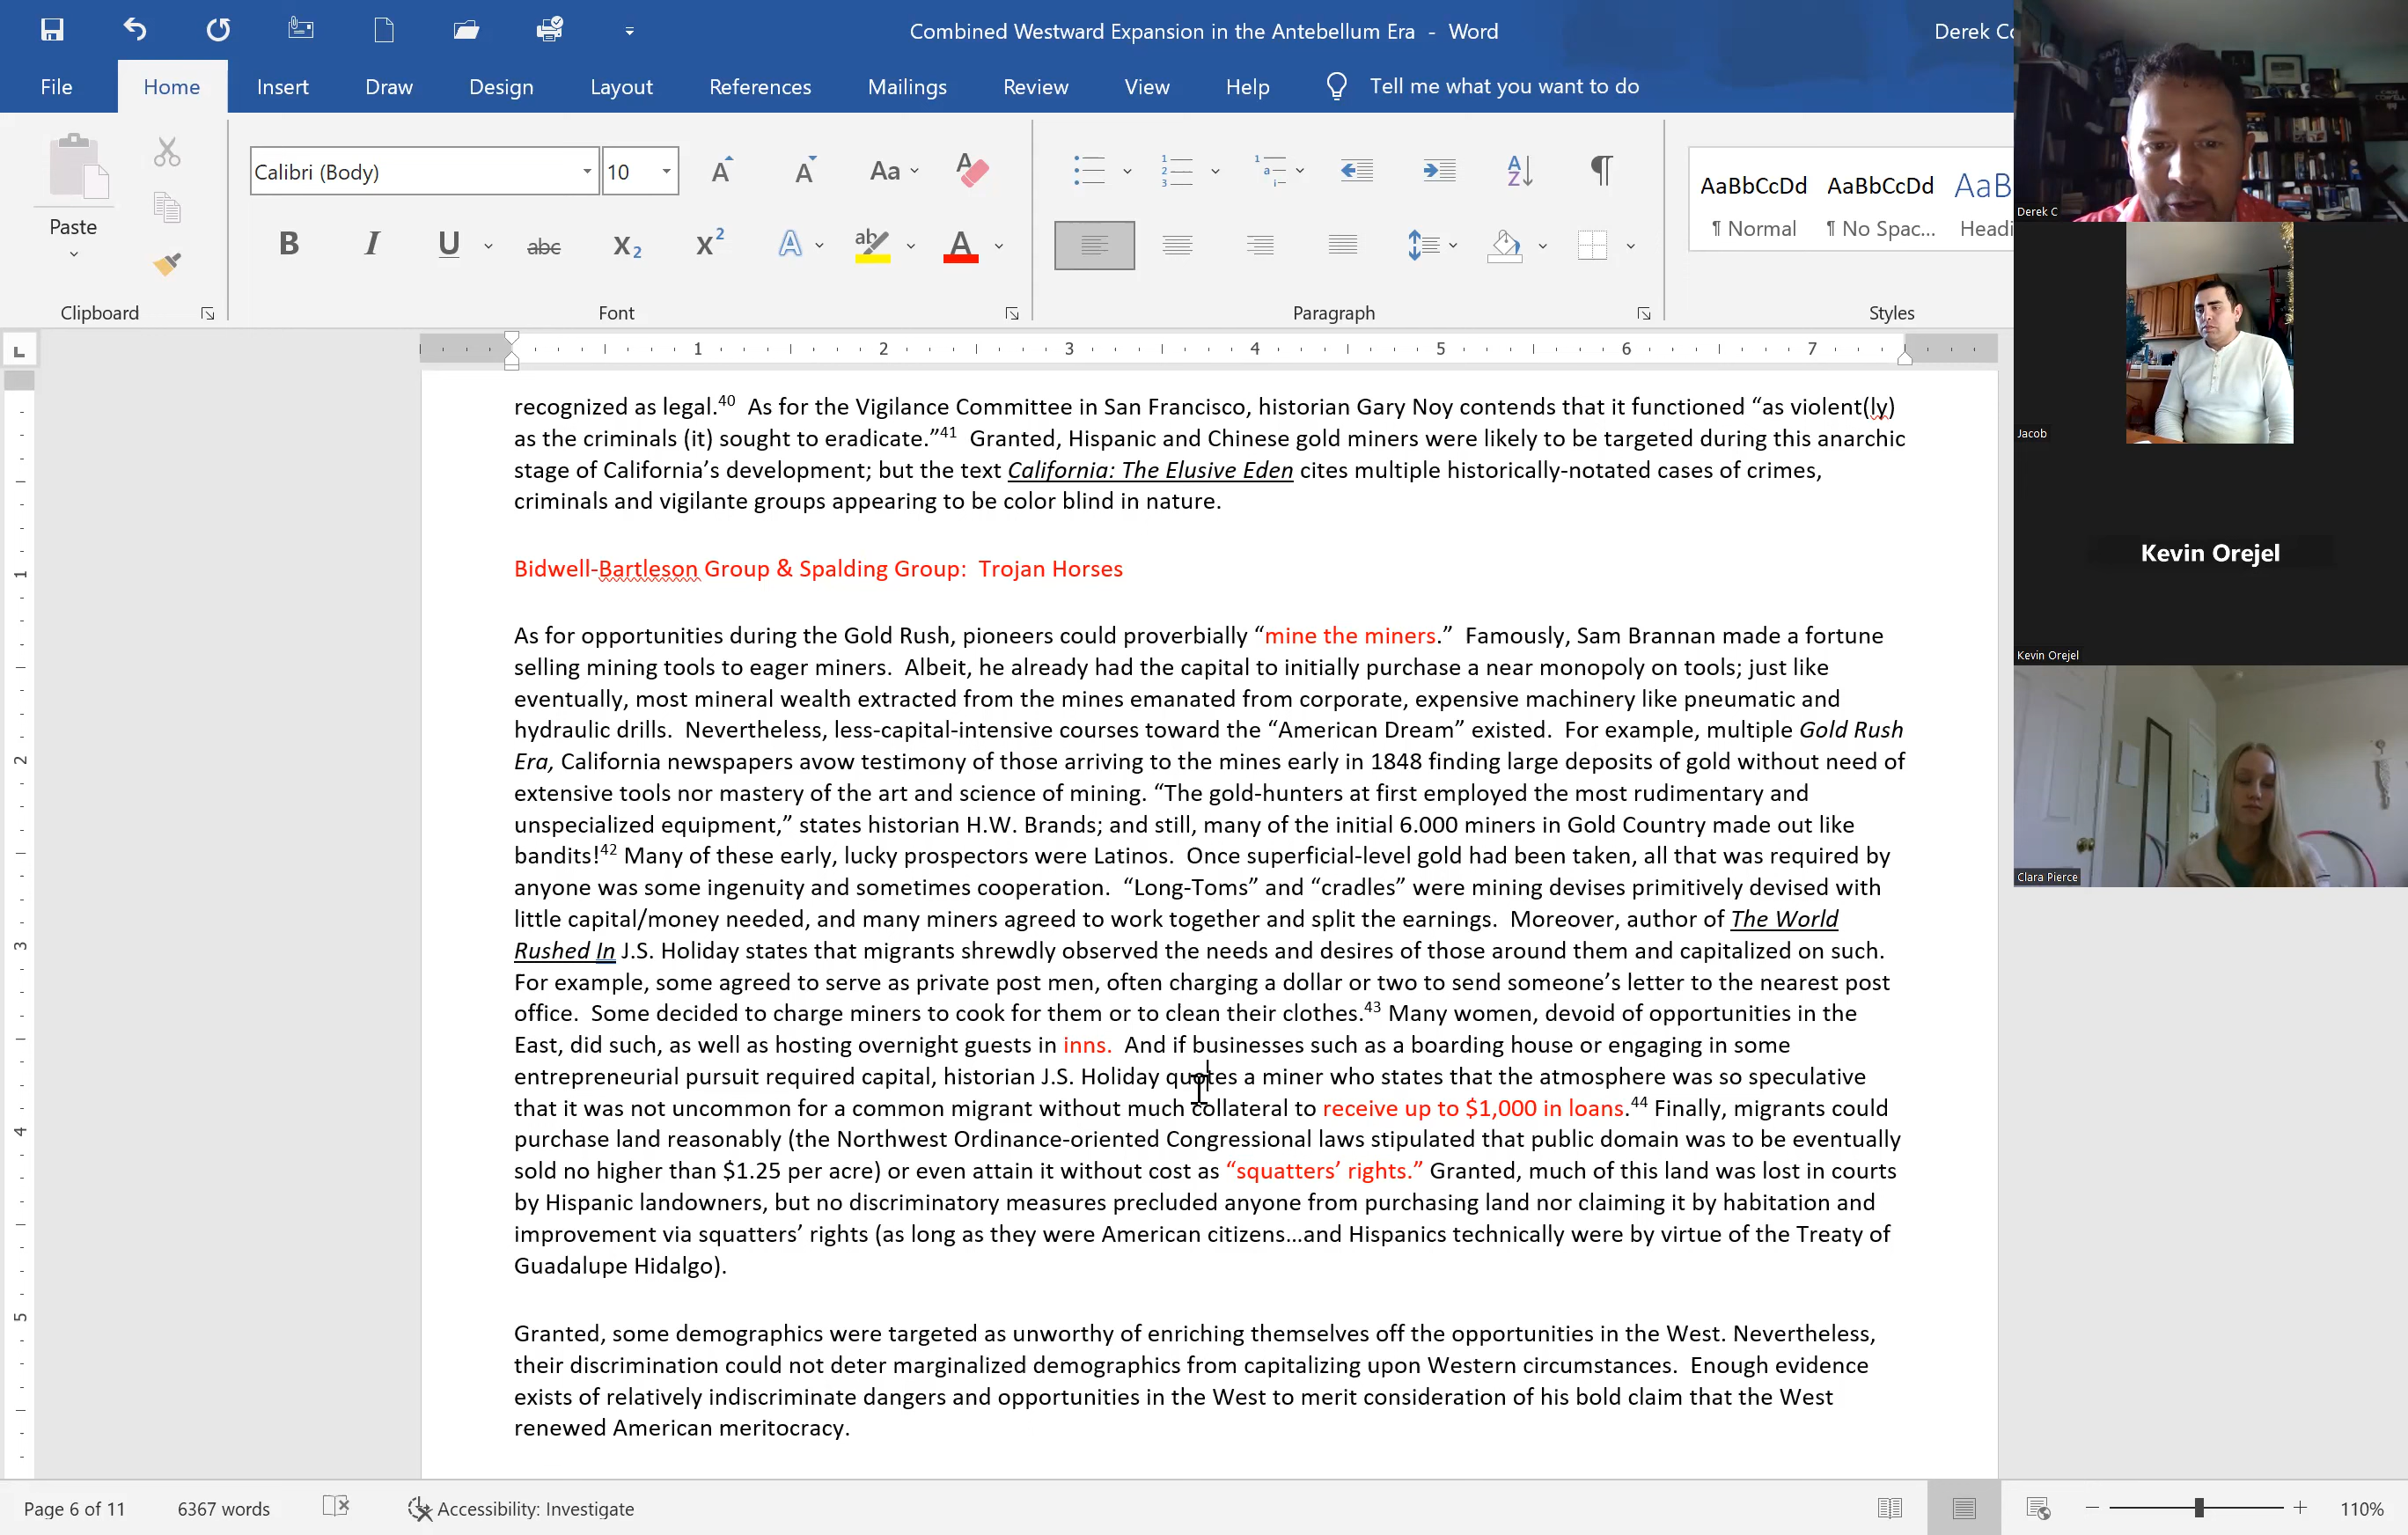 Combined Westward Expansion in the Antebellum Era - Word
Derek Co
File
Home
Insert
Draw
Design
Layout
References
Mailings
Review
View
Help
Tell me what you want to do
Paste
Clipboard
Calibri (Body)
10
Font
Paragraph
AaBbCcDd
¶ Normal
AaBbCcDd
¶ No Spac...
AaB
Headi
Styles
1 2 3 4 5 6 7
recognized as legal.40 As for the Vigilance Committee in San Francisco, historian Gary Noy contends that it functioned “as violent(ly)
as the criminals (it) sought to eradicate.”41 Granted, Hispanic and Chinese gold miners were likely to be targeted during this anarchic
stage of California’s development; but the text California: The Elusive Eden cites multiple historically-notated cases of crimes,
criminals and vigilante groups appearing to be color blind in nature.
Bidwell-Bartleson Group & Spalding Group: Trojan Horses
As for opportunities during the Gold Rush, pioneers could proverbially “mine the miners.” Famously, Sam Brannan made a fortune
selling mining tools to eager miners. Albeit, he already had the capital to initially purchase a near monopoly on tools; just like
eventually, most mineral wealth extracted from the mines emanated from corporate, expensive machinery like pneumatic and
hydraulic drills. Nevertheless, less-capital-intensive courses toward the “American Dream” existed. For example, multiple Gold Rush
Era, California newspapers avow testimony of those arriving to the mines early in 1848 finding large deposits of gold without need of
extensive tools nor mastery of the art and science of mining. “The gold-hunters at first employed the most rudimentary and
unspecialized equipment,” states historian H.W. Brands; and still, many of the initial 6.000 miners in Gold Country made out like
bandits!42 Many of these early, lucky prospectors were Latinos. Once superficial-level gold had been taken, all that was required by
anyone was some ingenuity and sometimes cooperation. “Long-Toms” and “cradles” were mining devises primitively devised with
little capital/money needed, and many miners agreed to work together and split the earnings. Moreover, author of The World
Rushed In J.S. Holiday states that migrants shrewdly observed the needs and desires of those around them and capitalized on such.
For example, some agreed to serve as private post men, often charging a dollar or two to send someone’s letter to the nearest post
office. Some decided to charge miners to cook for them or to clean their clothes.43 Many women, devoid of opportunities in the
East, did such, as well as hosting overnight guests in inns. And if businesses such as a boarding house or engaging in some
entrepreneurial pursuit required capital, historian J.S. Holiday quotes a miner who states that the atmosphere was so speculative
that it was not uncommon for a common migrant without much collateral to receive up to $1,000 in loans.44 Finally, migrants could
purchase land reasonably (the Northwest Ordinance-oriented Congressional laws stipulated that public domain was to be eventually
sold no higher than $1.25 per acre) or even attain it without cost as “squatters’ rights.” Granted, much of this land was lost in courts
by Hispanic landowners, but no discriminatory measures precluded anyone from purchasing land nor claiming it by habitation and
improvement via squatters’ rights (as long as they were American citizens…and Hispanics technically were by virtue of the Treaty of
Guadalupe Hidalgo).
Granted, some demographics were targeted as unworthy of enriching themselves off the opportunities in the West. Nevertheless,
their discrimination could not deter marginalized demographics from capitalizing upon Western circumstances. Enough evidence
exists of relatively indiscriminate dangers and opportunities in the West to merit consideration of his bold claim that the West
renewed American meritocracy.
1
2
3
4
5
Derek C
Jacob
Kevin Orejel
Kevin Orejel
Clara Pierce
Page 6 of 11
6367 words
Accessibility: Investigate
110%